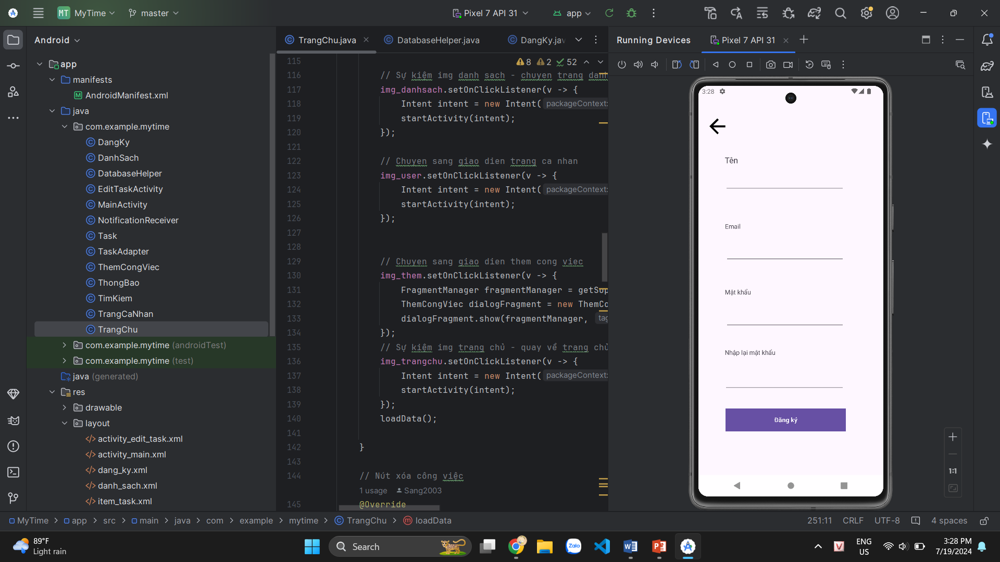 MT MyTime master Pixel 7 API 31 app
Android
app
manifests
AndroidManifest.xml
java
com.example.mytime
DangKy
DanhSach
DatabaseHelper
EditTaskActivity
MainActivity
NotificationReceiver
Task
TaskAdapter
ThemCongViec
ThongBao
TimKiem
TrangCaNhan
TrangChu
com.example.mytime (androidTest)
com.example.mytime (test)
java (generated)
res
drawable
layout
activity_edit_task.xml
activity_main.xml
dang_ky.xml
danh_sach.xml
item_task.xml
TrangChu.java DatabaseHelper.java DangKy.jav
8 2 52
115
116 // Sự kiêm img danh sach - chuyen trang danh
117 img_danhsach.setOnClickListener(v -> {
118 Intent intent = new Intent( packageContext:
119 startActivity(intent);
120 });
121
122 // Chuyen sang giao dien trang ca nhan
123 img_user.setOnClickListener(v -> {
124 Intent intent = new Intent( packageContext:
125 startActivity(intent);
126 });
127
128
129 // Chuyen sang giao dien them cong viec
130 img_them.setOnClickListener(v -> {
131 FragmentManager fragmentManager = getSup
132 ThemCongViec dialogFragment = new ThemCo
133 dialogFragment.show(fragmentManager, tag
134 });
135 // Sự kiêm img trang chủ - quay về trang chủ
136 img_trangchu.setOnClickListener(v -> {
137 Intent intent = new Intent( packageContext:
138 startActivity(intent);
139 });
140 loadData();
141
142 }
143
144 // Nút xóa công việc
1 usage Sang2003
145 @Override
Running Devices Pixel 7 API 31
3:28
Tên
Email
Mật khẩu
Nhập lại mật khẩu
Đăng ký
1:1
MyTime > app > src > main > java > com > example > mytime > TrangChu > loadData
251:11 CRLF UTF-8 4 spaces
89°F
Light rain
Search
Zalo
ENG
US
3:28 PM
7/19/2024